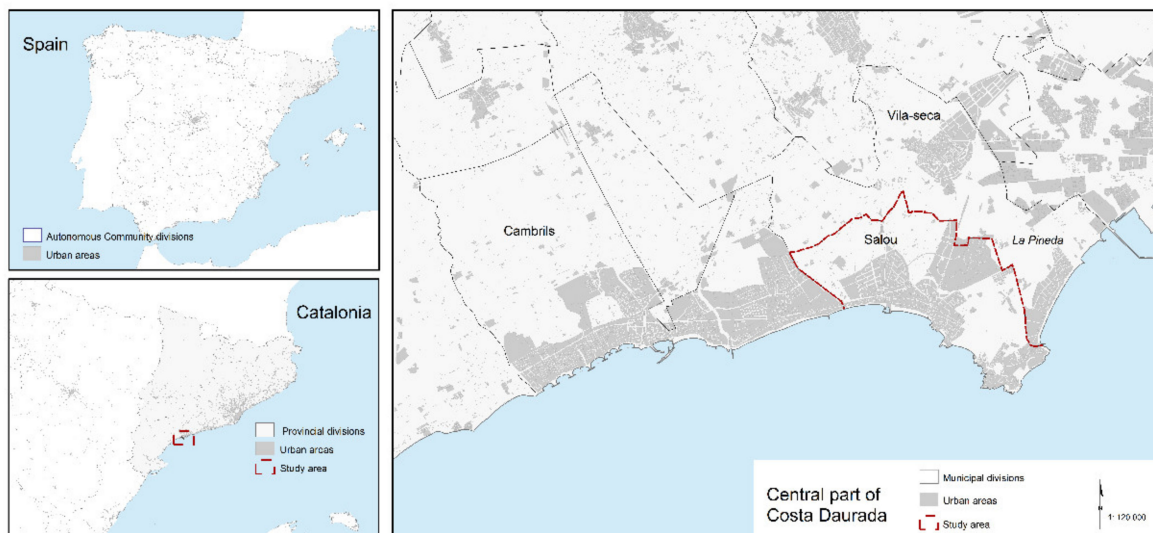 Spain
Autonomous Community divisions
Urban areas
Catalonia
Provincial divisions
Urban areas
Study area
Vila-seca
Cambrils
Salou
La Pineda
Central part of
Costa Daurada
Municipal divisions
Urban areas
Study area
1: 120 000